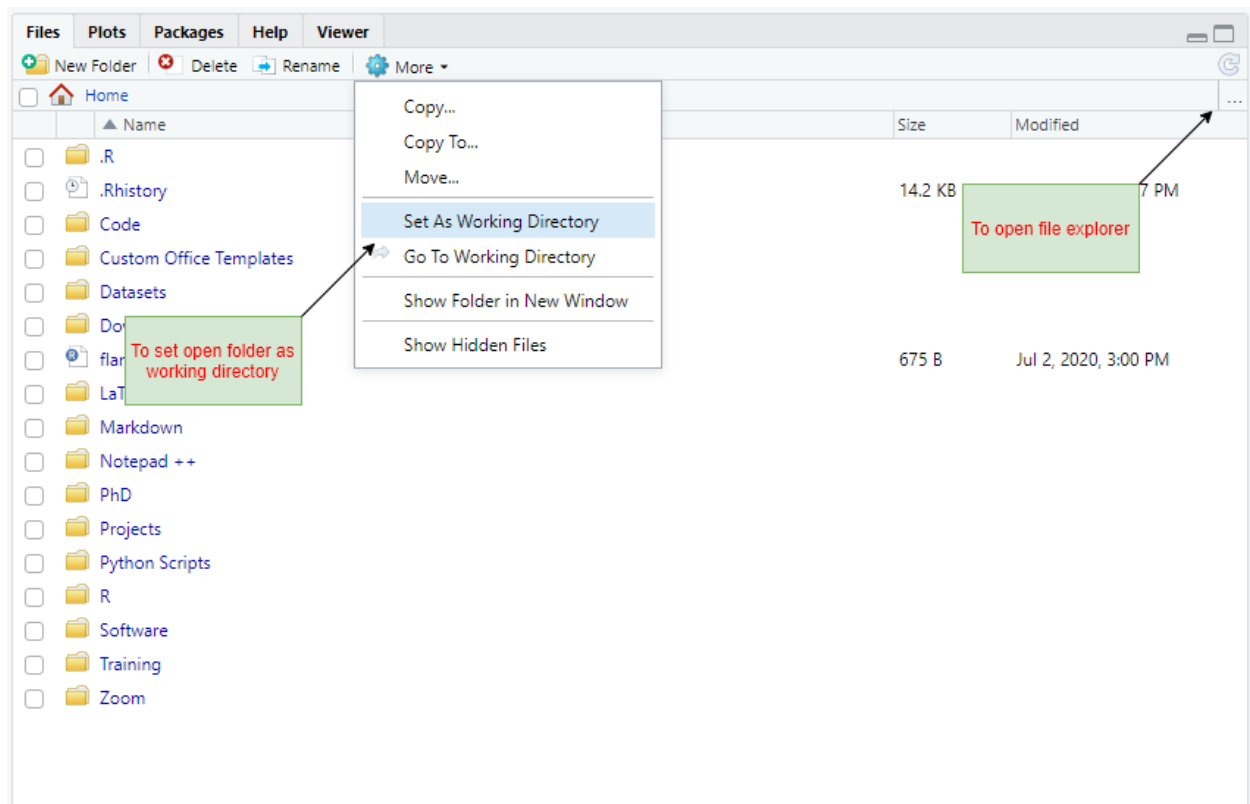 Files Plots Packages Help Viewer
New Folder Delete Rename More
Home ...
Name Size Modified
.R
.Rhistory 14.2 KB PM
Code
Custom Office Templates
Datasets
flar 675 B Jul 2, 2020, 3:00 PM
Markdown
Notepad ++
PhD
Projects
Python Scripts
R
Software
Training
Zoom
Copy...
Copy To...
Move...
Set As Working Directory
Go To Working Directory
Show Folder in New Window
Show Hidden Files
To set open folder as
working directory
To open file explorer